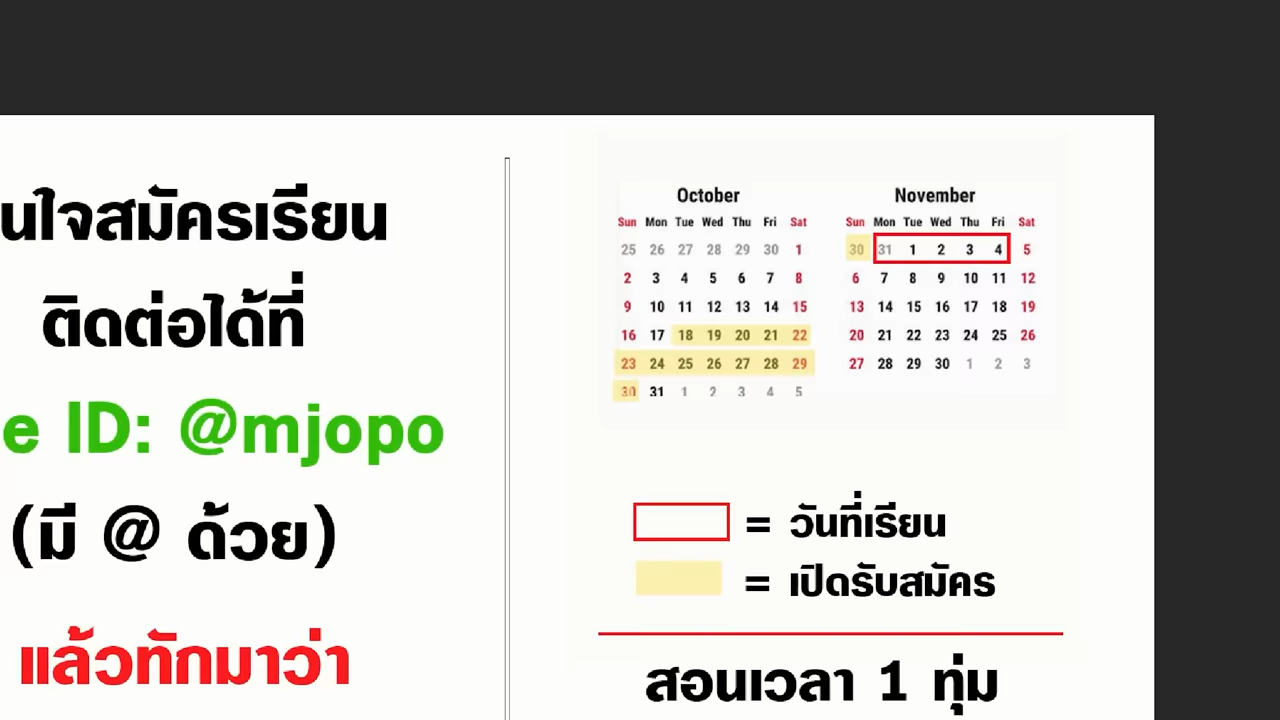 นใจสมัครเรียน
ติดต่อได้ที่
e ID: @mjopo
(มี @ ด้วย)
แล้วทักมาว่า
October
Sun Mon Tue Wed Thu Fri Sat
25 26 27 28 29 30 1
2 3 4 5 6 7 8
9 10 11 12 13 14 15
16 17 18 19 20 21 22
23 24 25 26 27 28 29
30 31 1 2 3 4 5
November
Sun Mon Tue Wed Thu Fri Sat
30 31 1 2 3 4 5
6 7 8 9 10 11 12
13 14 15 16 17 18 19
20 21 22 23 24 25 26
27 28 29 30 1 2 3
= วันที่เรียน
= เปิดรับสมัคร
สอนเวลา 1 ทุ่ม